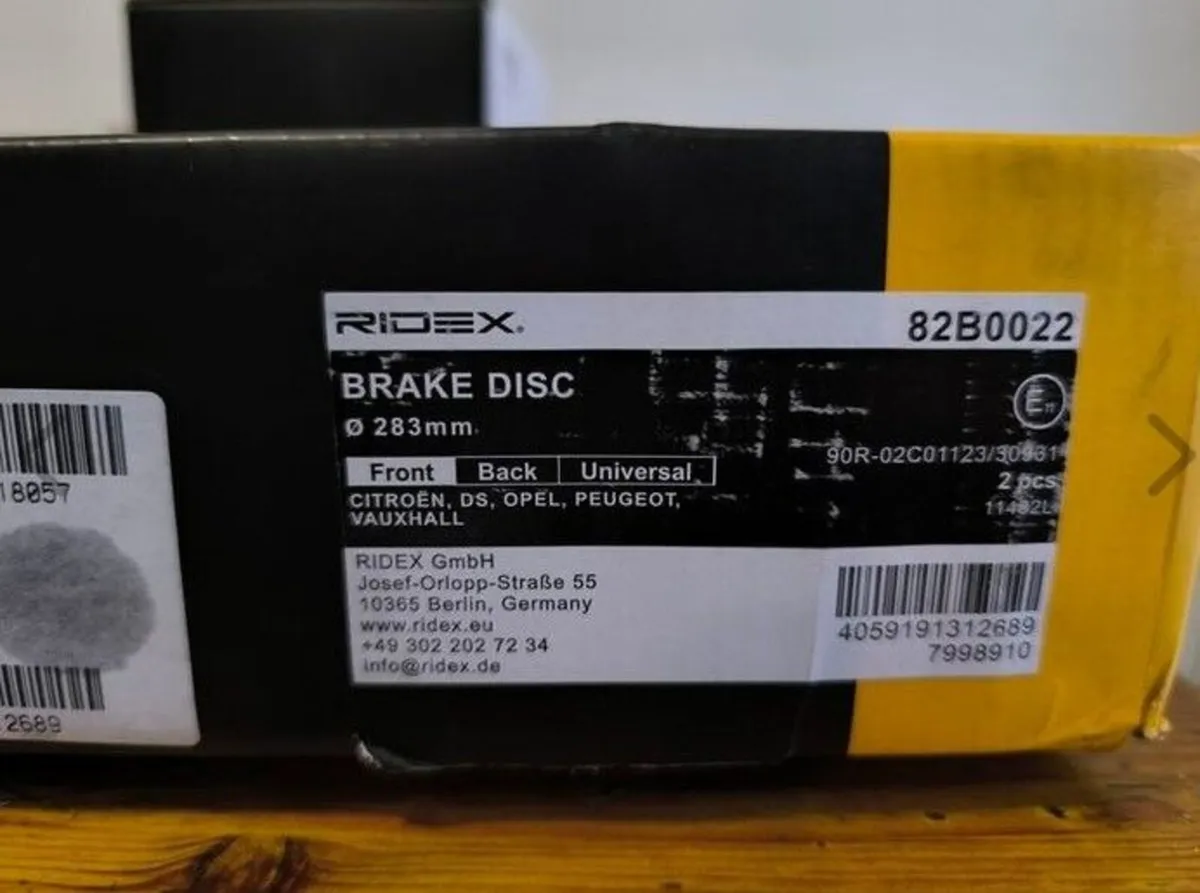 RIDEX
82B0022
BRAKE DISC
Ø 283mm
E11
90R-02C01123/30931
2 pcs
Front Back Universal
CITROËN, DS, OPEL, PEUGEOT,
VAUXHALL
RIDEX GmbH
Josef-Orlopp-Straße 55
10365 Berlin, Germany
www.ridex.eu
+49 302 202 72 34
info@ridex.de
4059191312689
7998910
18057
2689